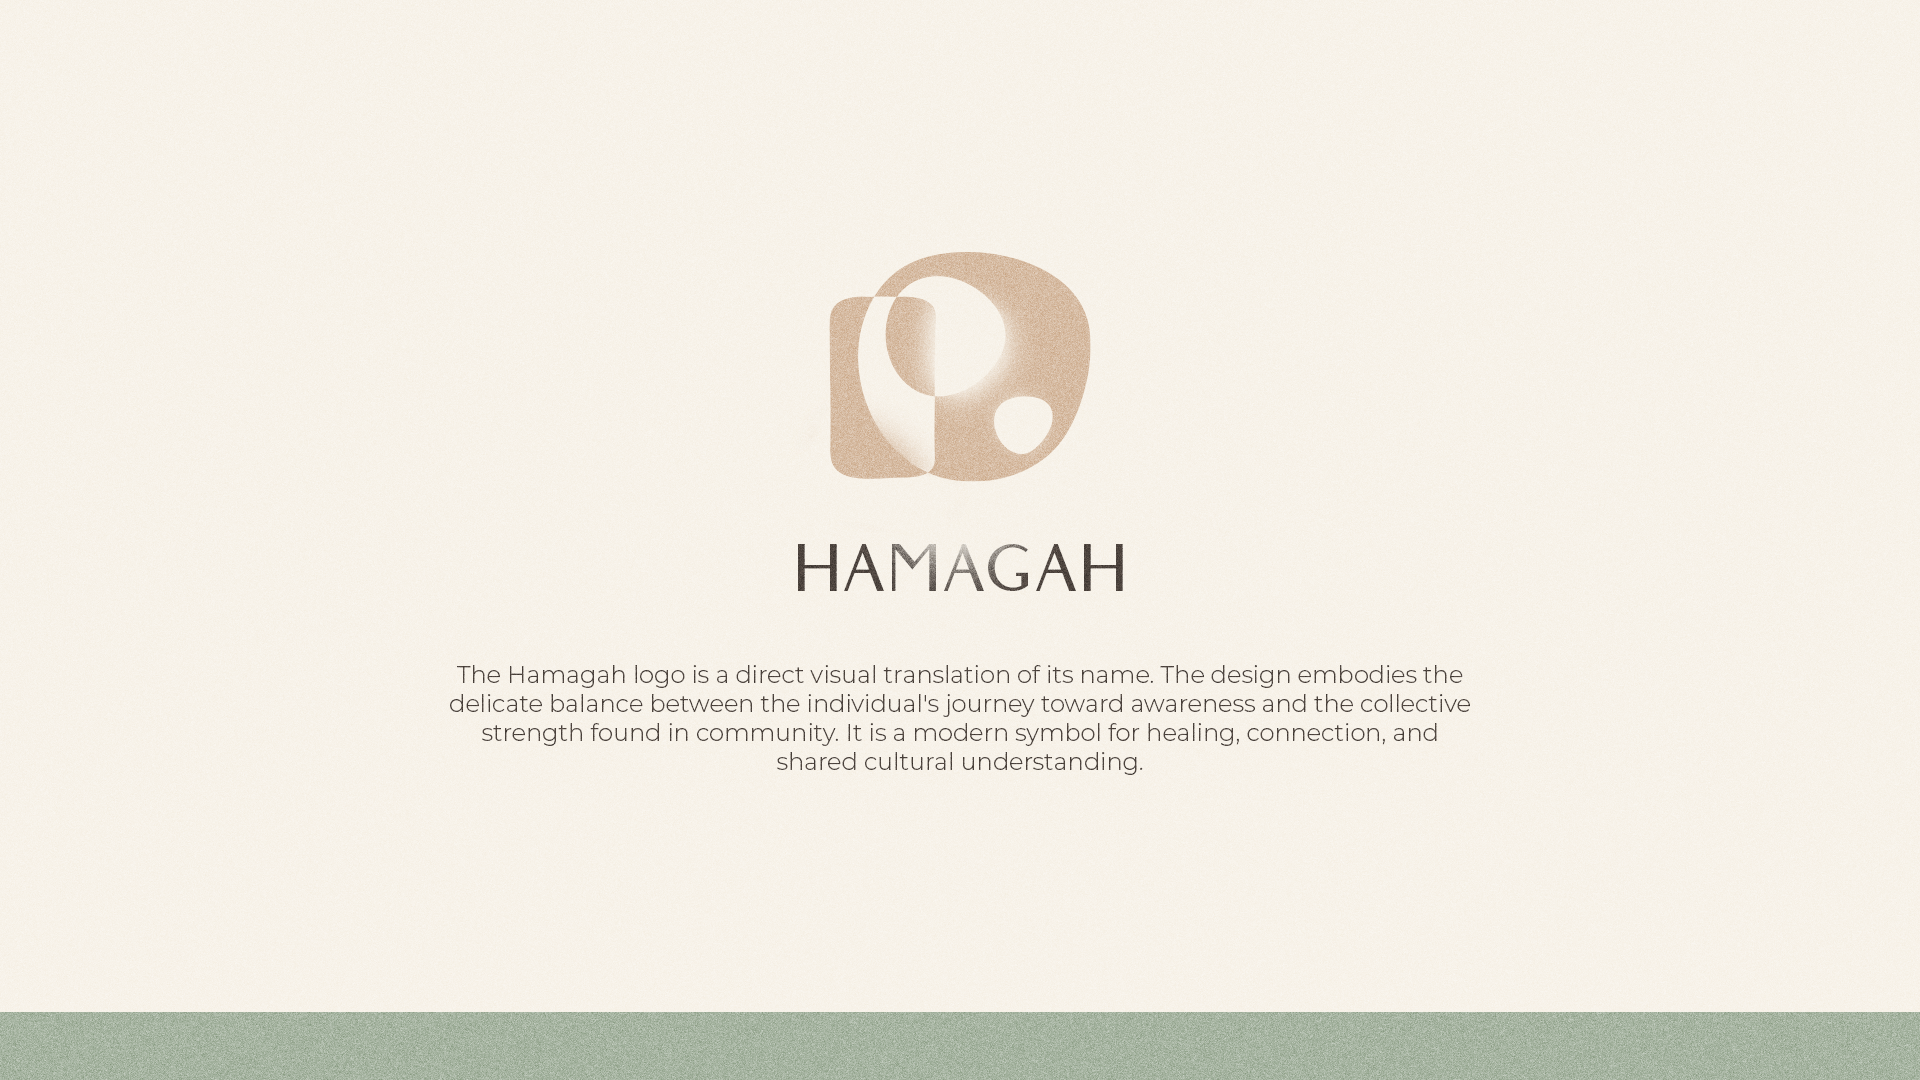 HAMAGAH
The Hamagah logo is a direct visual translation of its name. The design embodies the
delicate balance between the individual's journey toward awareness and the collective
strength found in community. It is a modern symbol for healing, connection, and
shared cultural understanding.